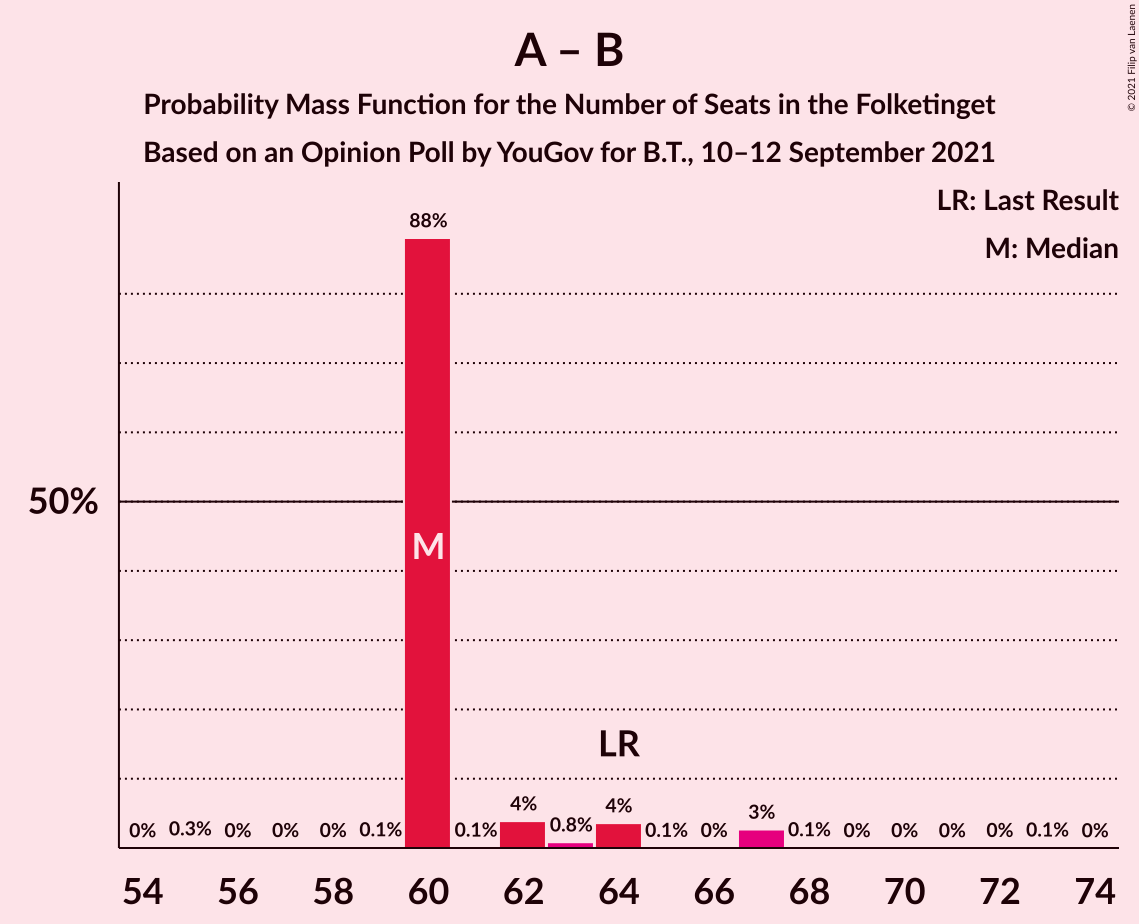 A – B
Probability Mass Function for the Number of Seats in the Folketinget
Based on an Opinion Poll by YouGov for B.T., 10–12 September 2021
© 2021 Filip van Laenen
LR: Last Result
M: Median
88%
50%
M
LR
0% 0.3% 0% 0% 0% 0.1% 0.1% 4% 0.8% 4% 0.1% 0% 3% 0.1% 0% 0% 0% 0% 0.1% 0%
54 56 58 60 62 64 66 68 70 72 74